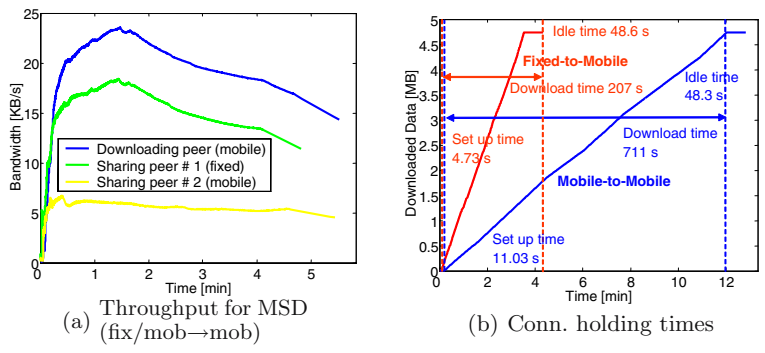 25
20
15
10
5
0
Bandwidth [KB/s]
Downloading peer (mobile)
Sharing peer # 1 (fixed)
Sharing peer # 2 (mobile)
0 1 2 3 4 5
Time [min]
(a) Throughput for MSD
(fix/mob→mob)
5
4.5
4
3.5
3
2.5
2
1.5
1
0.5
0
Downloaded Data [MB]
Idle time 48.6 s
Fixed-to-Mobile
Download time 207 s
Idle time
48.3 s
Set up time
4.73 s
Download time
711 s
Mobile-to-Mobile
Set up time
11.03 s
0 2 4 6 8 10 12
Time [min]
(b) Conn. holding times